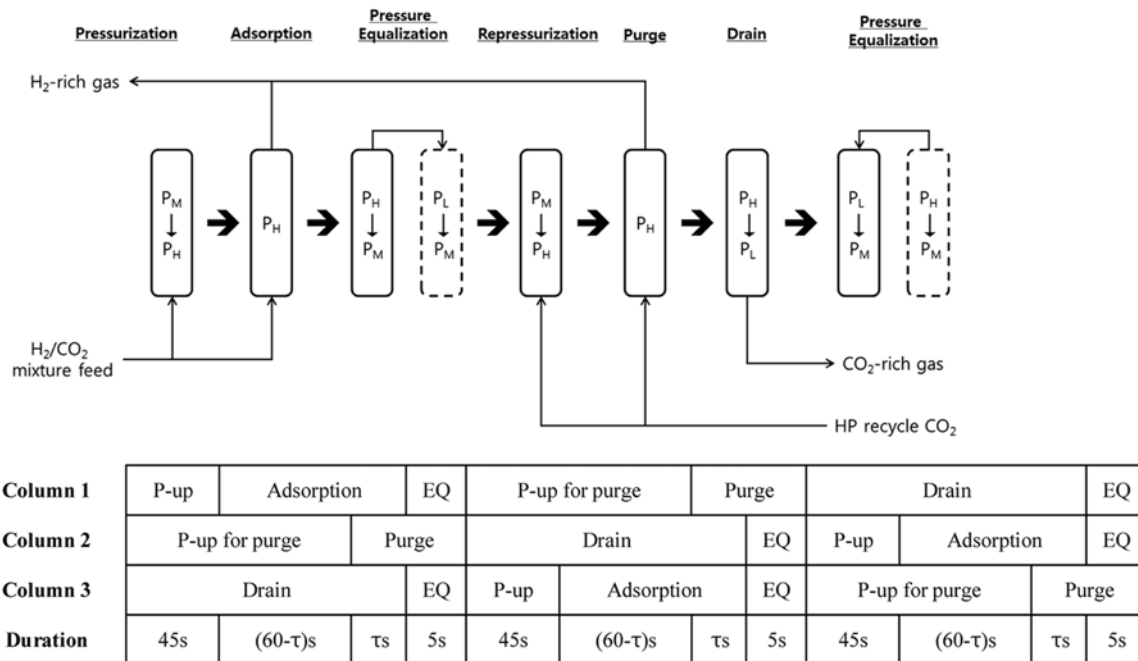 Pressurization
Adsorption
Pressure
Equalization
Repressurization
Purge
Drain
Pressure
Equalization
H₂-rich gas
P_M
P_H
P_H
P_H
P_M
P_L
P_M
P_M
P_H
P_H
P_H
P_L
P_L
P_M
P_H
P_M
H₂/CO₂
mixture feed
CO₂-rich gas
HP recycle CO₂
Column 1 P-up Adsorption EQ P-up for purge Purge Drain EQ
Column 2 P-up for purge Purge Drain EQ P-up Adsorption EQ
Column 3 Drain EQ P-up Adsorption EQ P-up for purge Purge
Duration 45s (60-τ)s τs 5s 45s (60-τ)s τs 5s 45s (60-τ)s τs 5s